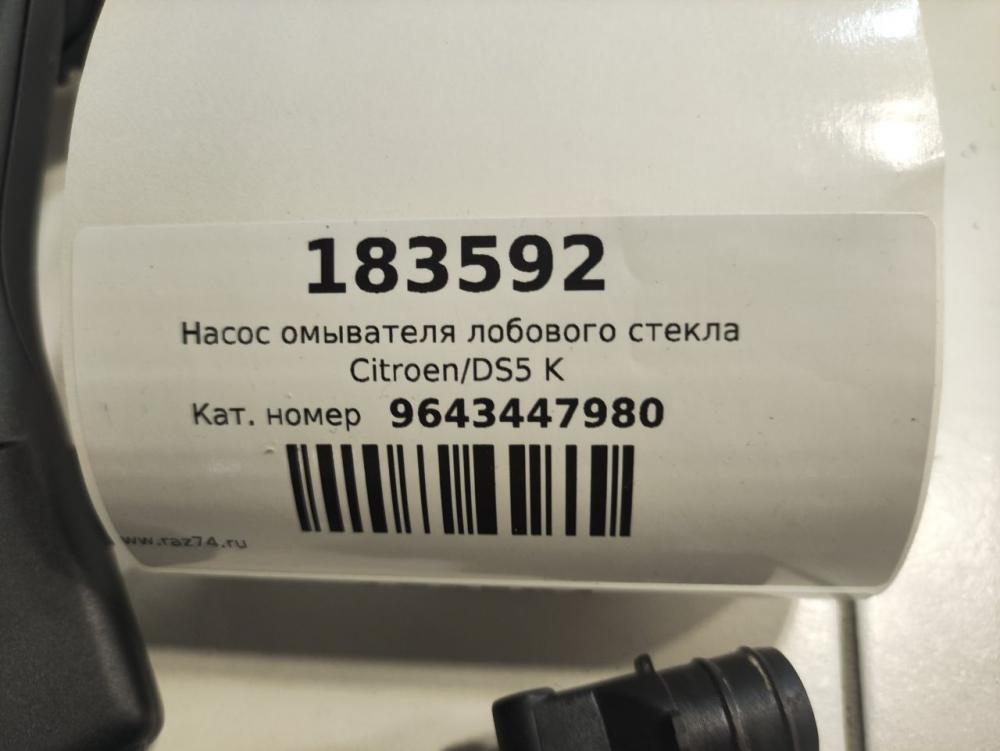 183592
Насос омывателя лобового стекла
Citroen/DS5 K
Кат. номер 9643447980
www.raz74.ru